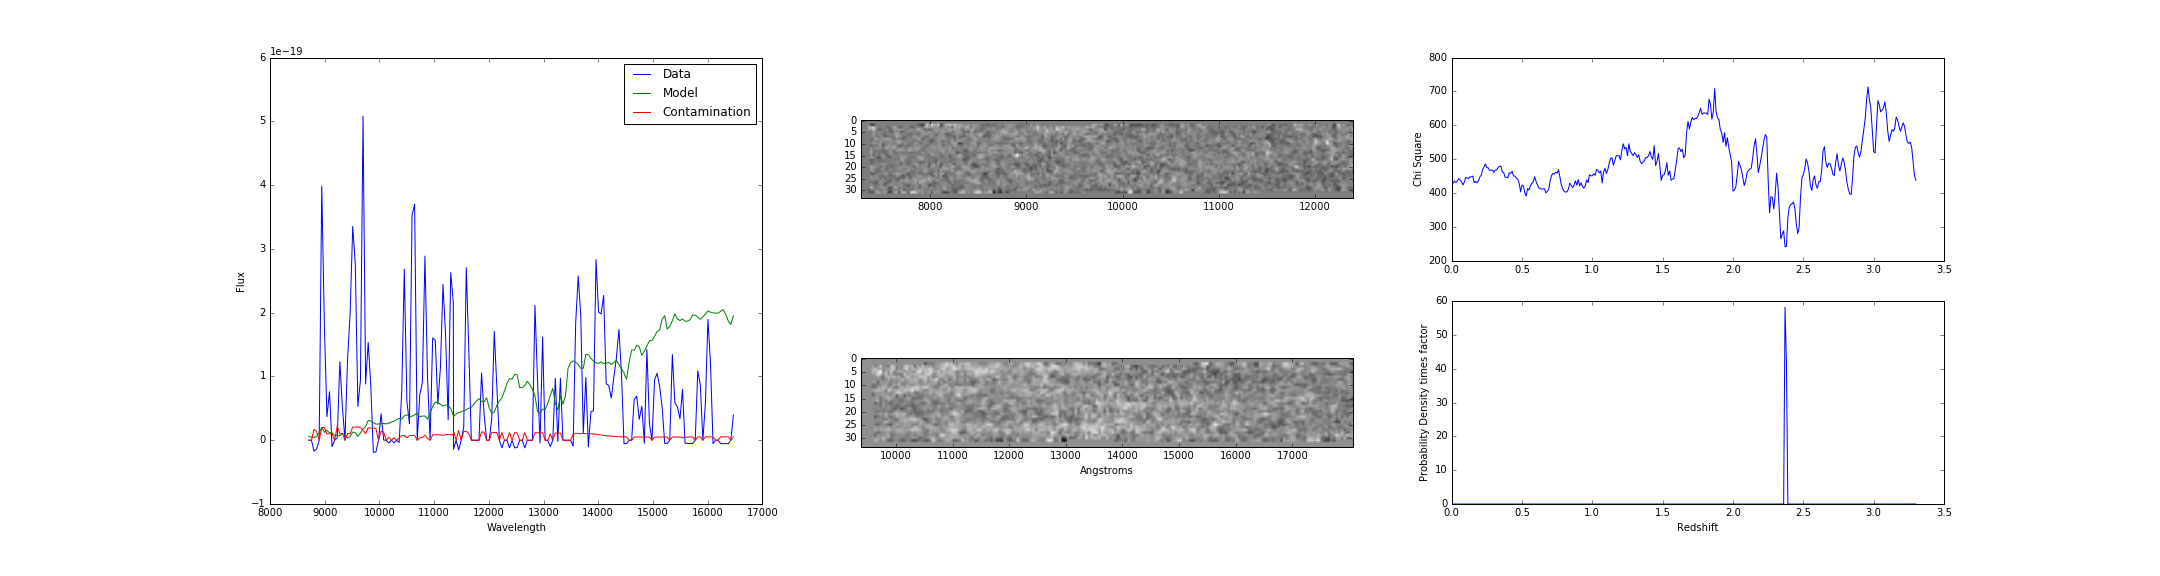 1e−19
6
5
4
3
2
1
0
−1
Flux
8000 9000 10000 11000 12000 13000 14000 15000 16000 17000
Wavelength
Data
Model
Contamination
0
5
10
15
20
25
30
8000 9000 10000 11000 12000
0
5
10
15
20
25
30
10000 11000 12000 13000 14000 15000 16000 17000
Angstroms
800
700
600
500
400
300
200
Chi Square
0.0 0.5 1.0 1.5 2.0 2.5 3.0 3.5
60
50
40
30
20
10
0
Probability Density times factor
0.0 0.5 1.0 1.5 2.0 2.5 3.0 3.5
Redshift